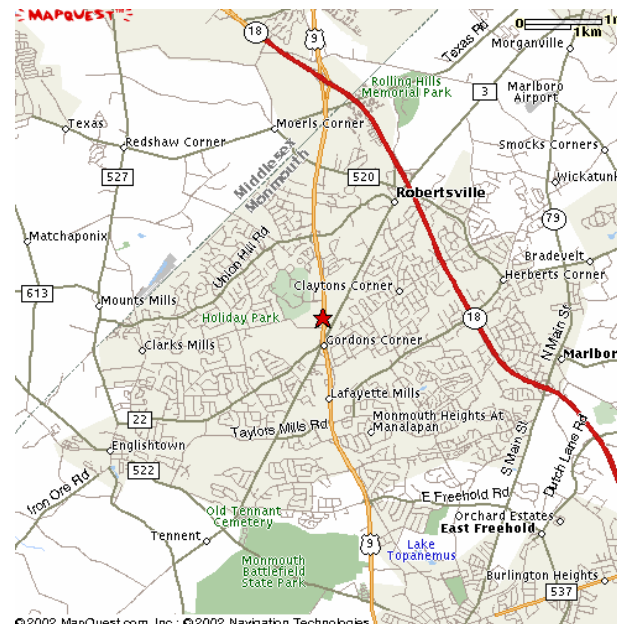 MAPQUEST
0 1m
1km
18
9
Texas Rd
Morganville
Rolling Hills
Memorial Park
3
Marlboro
Airport
Texas
Moerls Corner
Redshaw Corner
Smocks Corners
Middlesex
Monmouth
527
520
Wickatunk
Robertsville
79
Matchaponix
Union Hill Rd
Bradevelt
Claytons Corner
Herberts Corner
613
Mounts Mills
Holiday Park
18
N Main St
Gordons Corner
Clarks Mills
Marlbor
Lafayette Mills
22
Taylors Mills Rd
Monmouth Heights At
Manalapan
S Main St
Englishtown
522
Dutch Lane Rd
Iron Ore Rd
E Freehold Rd
Old Tennant
Cemetery
Orchard Estates
East Freehold
Tennent
9
Lake
Topanemus
Monmouth
Battlefield
State Park
Burlington Heights
537
©2002 MapQuest.com, Inc.; ©2002 Navigation Technologies